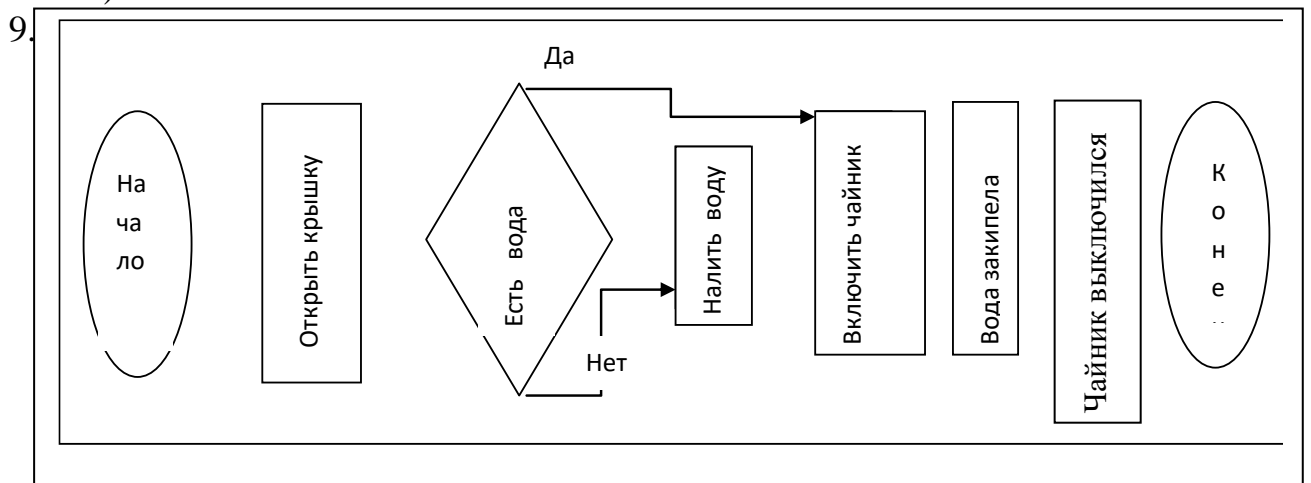 9.
Да
На
ча
ло
Открыть крышку
Есть вода
Нет
Налить воду
Включить чайник
Вода закипела
Чайник выключился
К
о
н
е